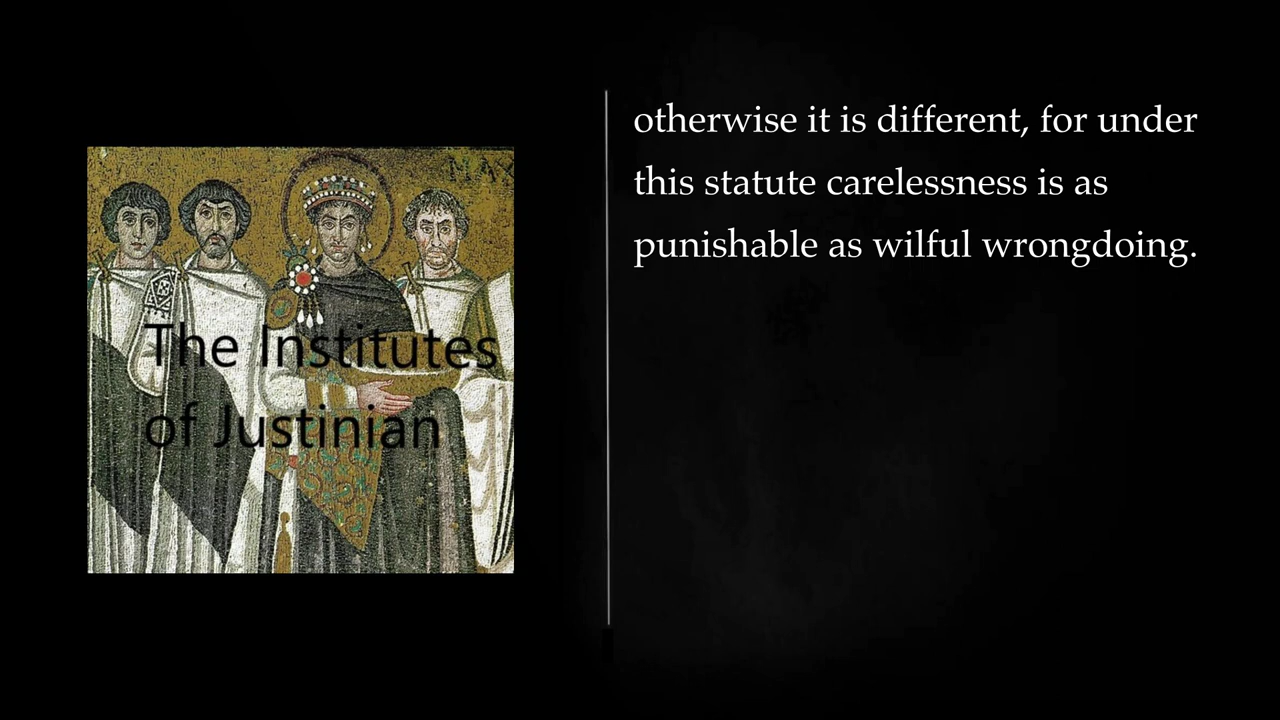 MAX
The Institutes
of Justinian
otherwise it is different, for under
this statute carelessness is as
punishable as wilful wrongdoing.